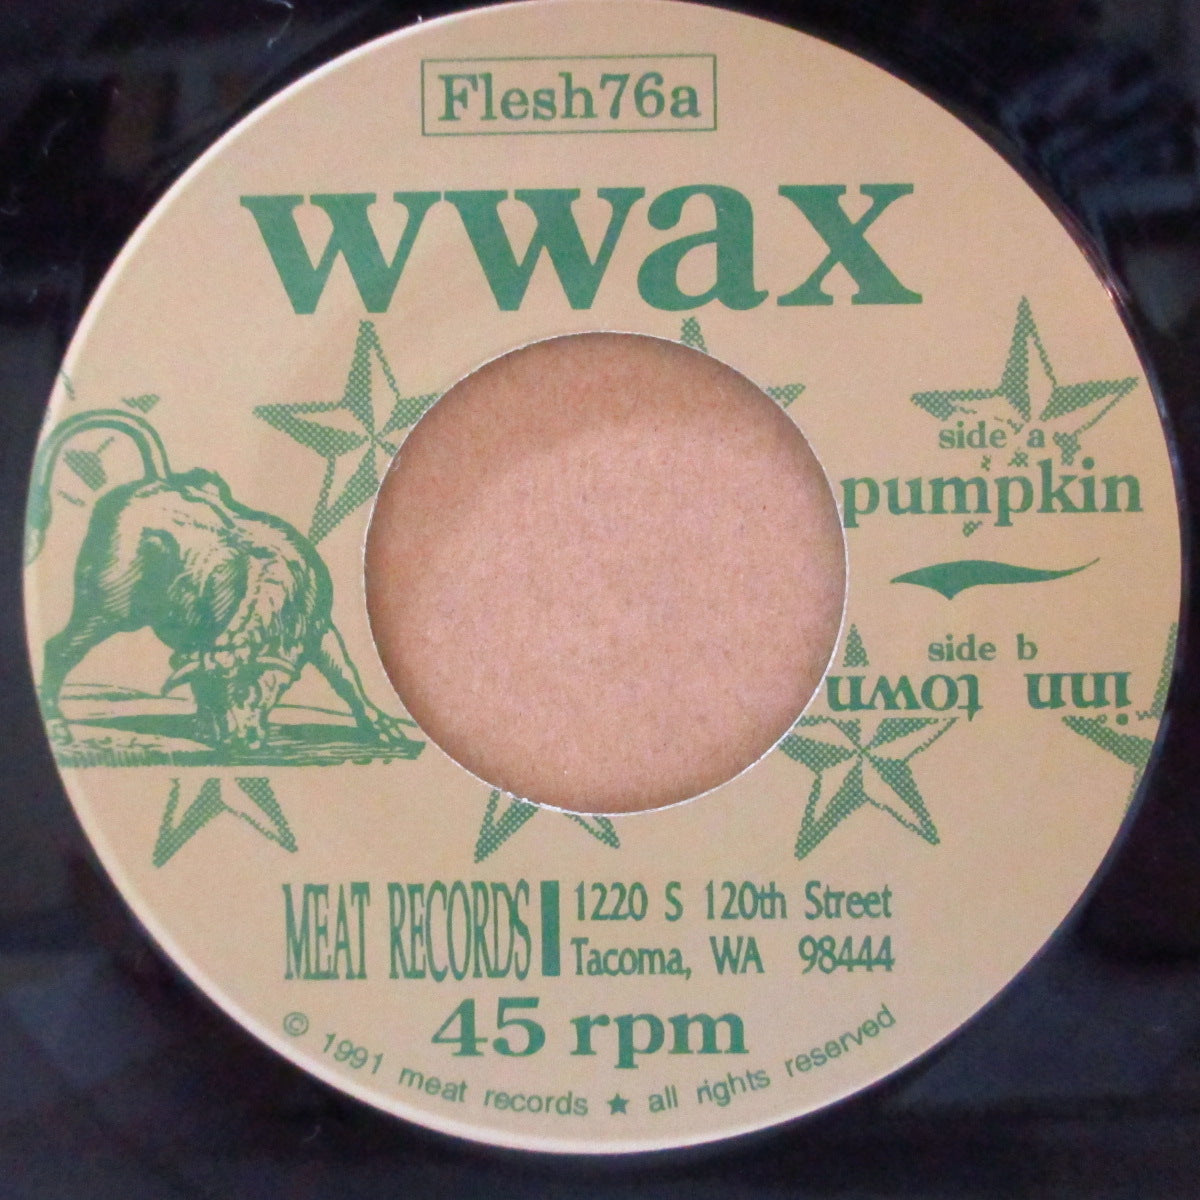 Flesh76a
wwax
side a
pumpkin
side b
inn town
MEAT RECORDS
1220 S 120th Street
Tacoma, WA 98444
45 rpm
© 1991 meat records ★ all rights reserved